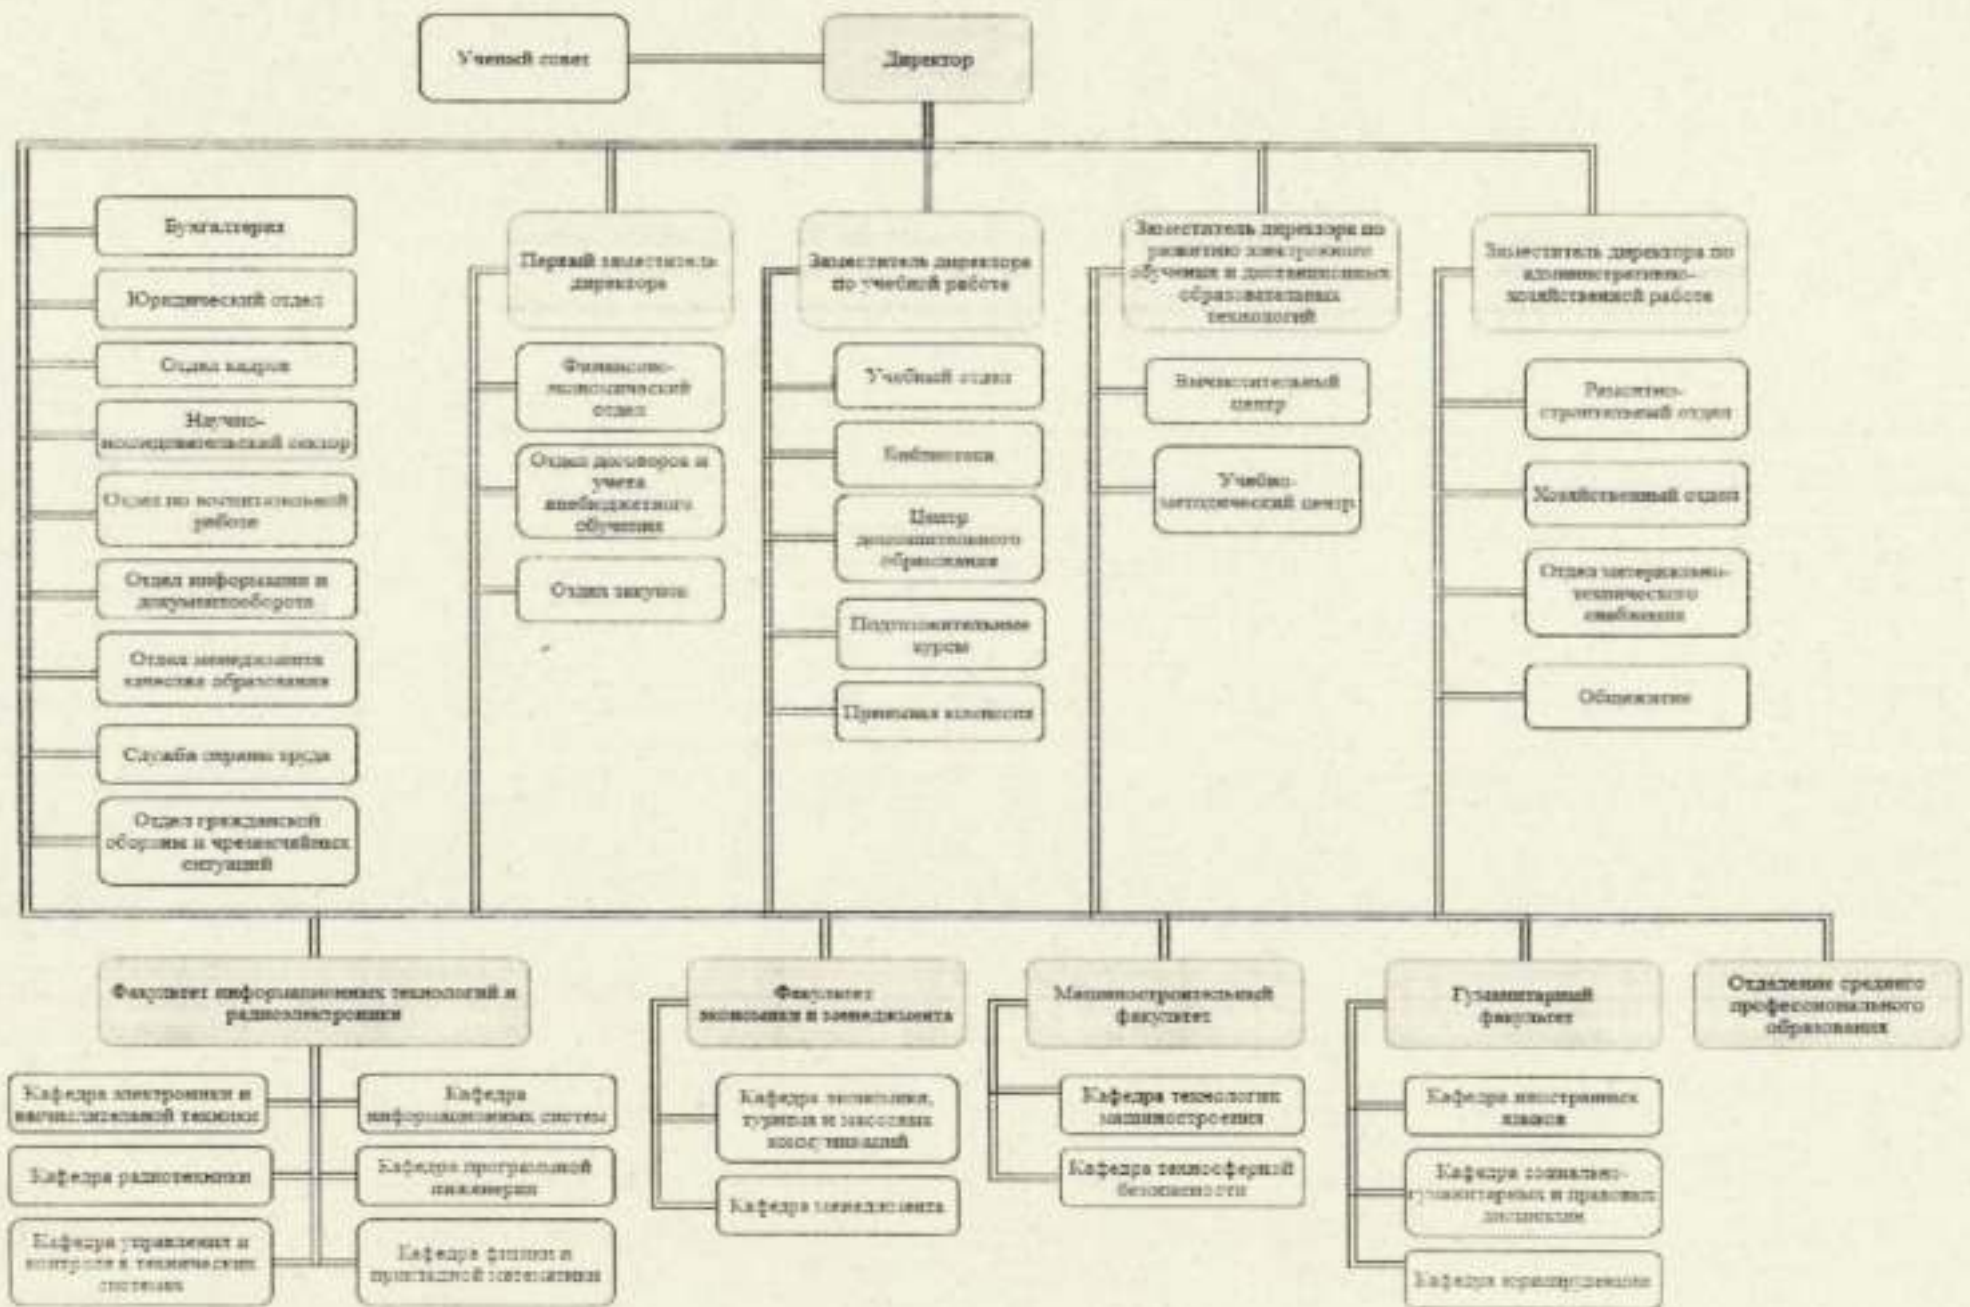 Ученый совет
Директор
Бухгалтерия
Юридический отдел
Отдел кадров
Научно-
исследовательский сектор
Отдел по воспитательной
работе
Отдел информации и
документооборота
Отдел менеджмента
качества образования
Служба охраны труда
Отдел гражданской
обороны и чрезвычайных
ситуаций
Первый заместитель
директора
Финансово-
экономический
отдел
Отдел договоров и
учета
внебюджетного
обучения
Отдел закупок
Заместитель директора
по учебной работе
Учебный отдел
Библиотека
Центр
дополнительного
образования
Подготовительные
курсы
Приемная комиссия
Заместитель директора по
развитию электронного
обучения и дистанционных
образовательных
технологий
Вычислительный
центр
Учебно-
методический центр
Заместитель директора по
административно-
хозяйственной работе
Ремонтно-
строительный отдел
Хозяйственный отдел
Отдел материально-
технического
снабжения
Общежитие
Факультет информационных технологий и
радиоэлектроники
Кафедра электроники и
вычислительной техники
Кафедра
информационных систем
Кафедра радиотехники
Кафедра программной
инженерии
Кафедра управления и
контроля в технических
системах
Кафедра физики и
прикладной математики
Факультет
экономики и менеджмента
Кафедра экономики,
туризма и массовых
коммуникаций
Кафедра менеджмента
Машиностроительный
факультет
Кафедра технологии
машиностроения
Кафедра техносферной
безопасности
Гуманитарный
факультет
Кафедра иностранных
языков
Кафедра социально-
гуманитарных и правовых
дисциплин
Кафедра юриспруденции
Отделение среднего
профессионального
образования